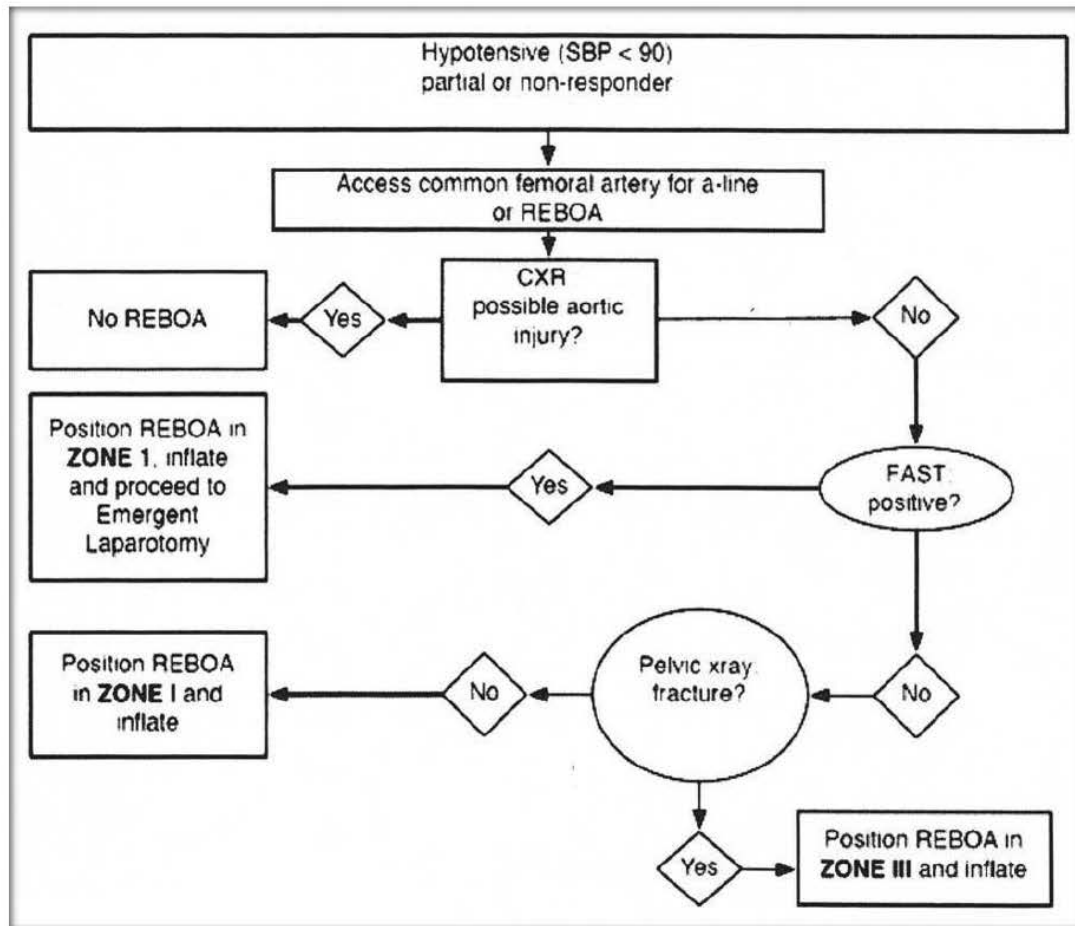 Hypotensive (SBP < 90)
partial or non-responder
Access common femoral artery for a-line
or REBOA
CXR
possible aortic
injury?
Yes
No REBOA
No
FAST:
positive?
Yes
Position REBOA in
ZONE 1, inflate
and proceed to
Emergent
Laparotomy
No
Pelvic xray:
fracture?
No
Position REBOA
in ZONE I and
inflate
Yes
Position REBOA in
ZONE III and inflate